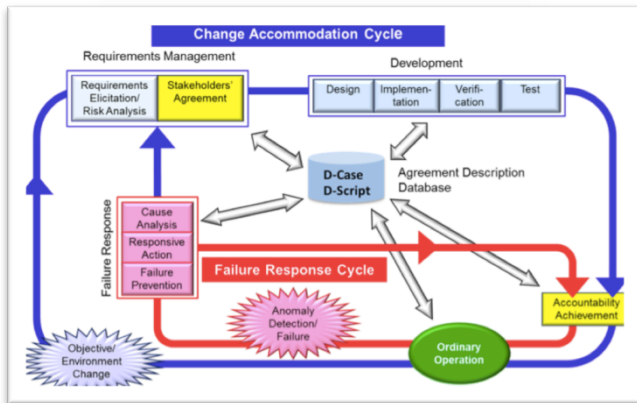 Change Accommodation Cycle
Requirements Management
Development
Requirements
Elicitation/
Risk Analysis
Stakeholders'
Agreement
Design
Implemen-
tation
Verifi-
cation
Test
D-Case
D-Script
Agreement Description
Database
Failure Response
Cause
Analysis
Responsive
Action
Failure
Prevention
Failure Response Cycle
Anomaly
Detection/
Failure
Accountability
Achievement
Objective/
Environment
Change
Ordinary
Operation